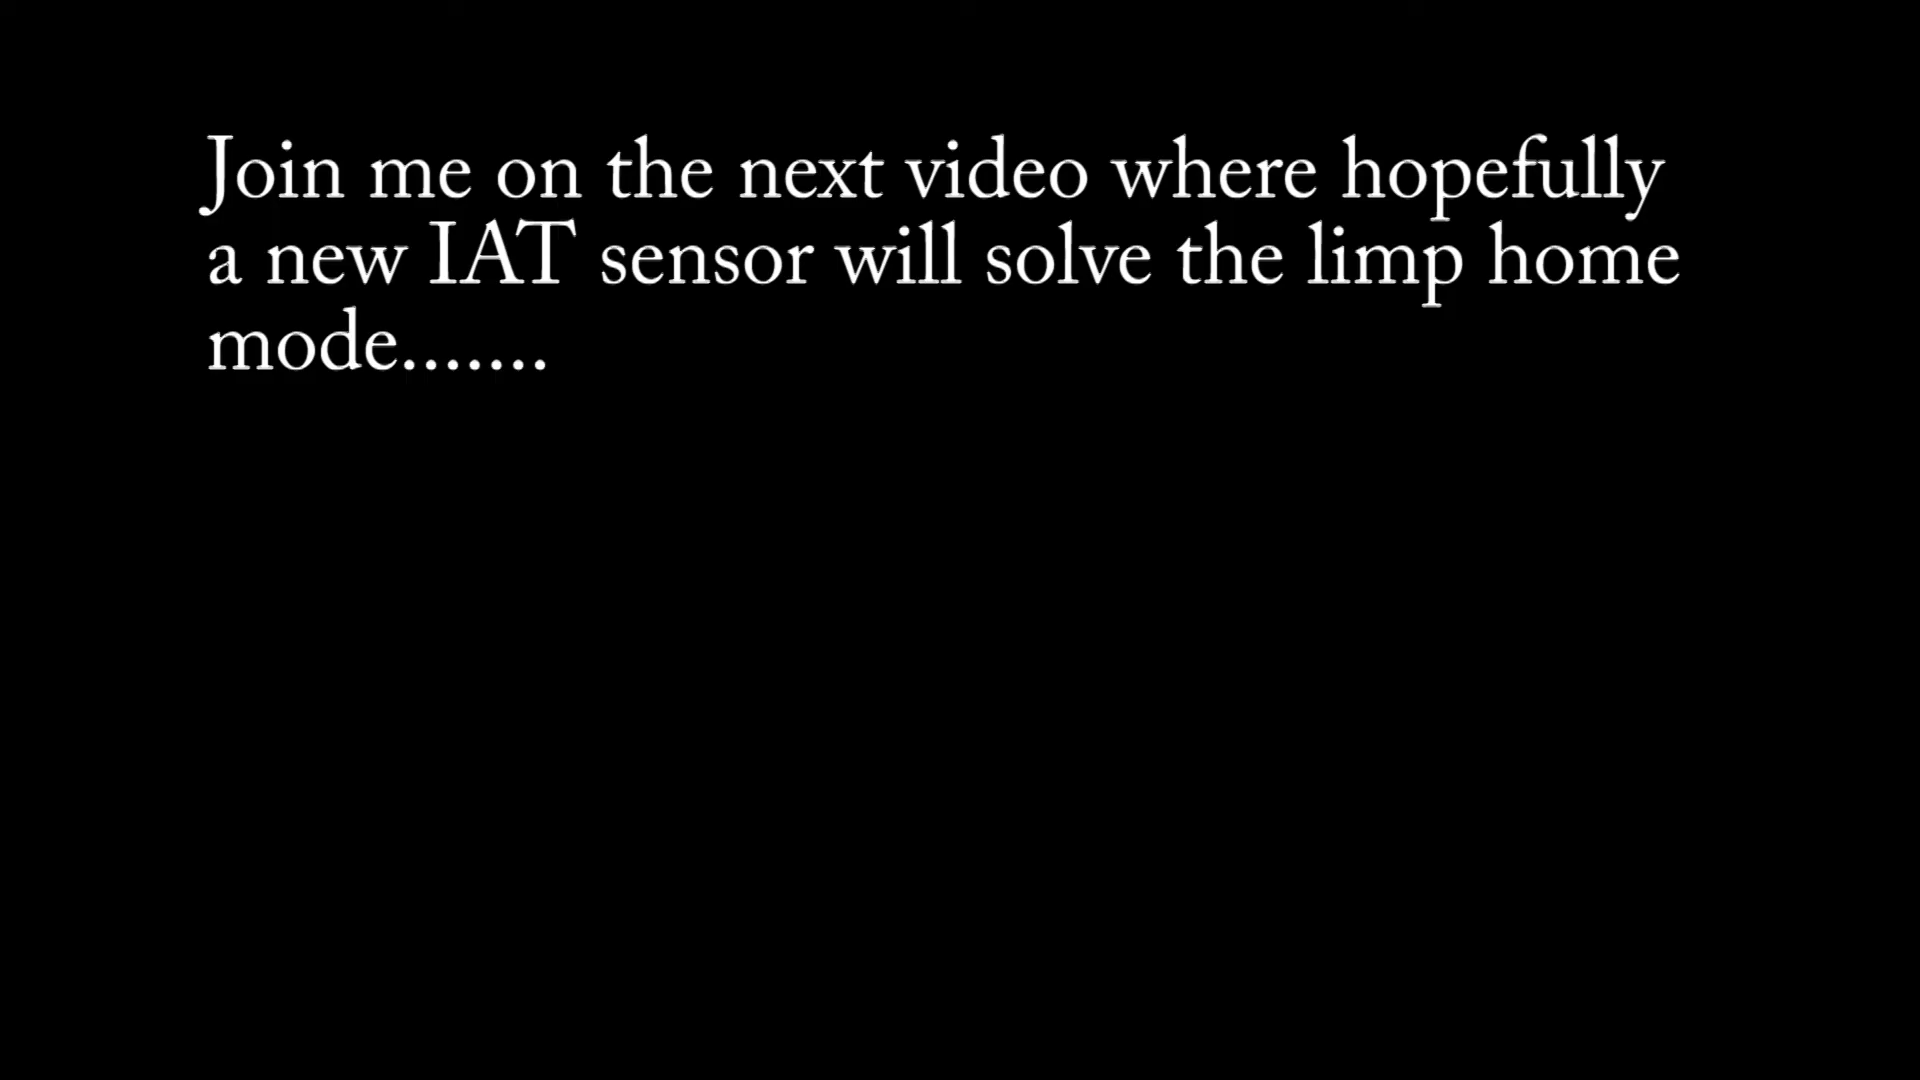 Join me on the next video where hopefully
a new IAT sensor will solve the limp home
mode.......